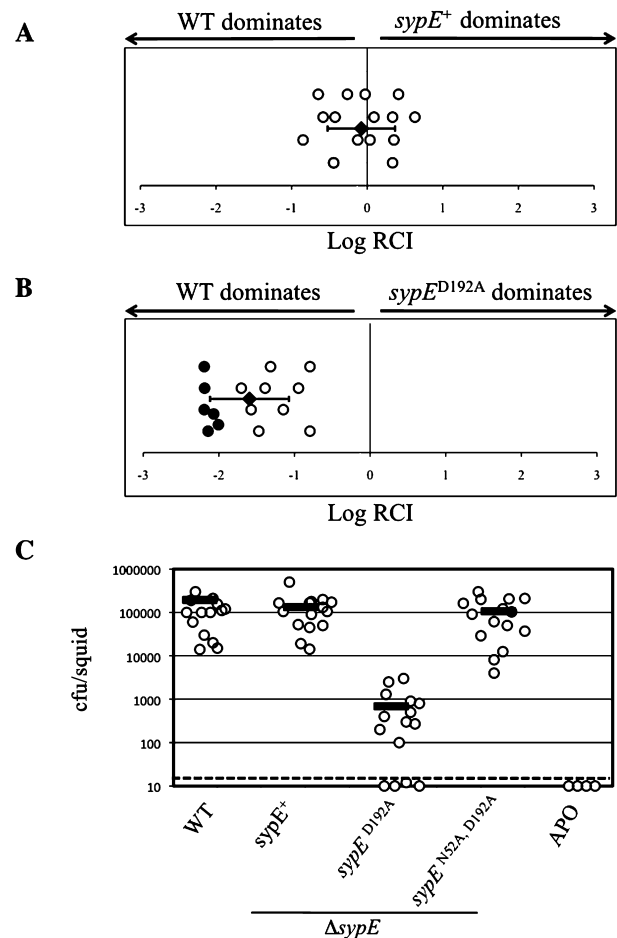 A
WT dominates sypE+ dominates
-3 -2 -1 0 1 2 3
Log RCI
B
WT dominates sypE^D192A dominates
-3 -2 -1 0 1 2 3
Log RCI
C
1000000
100000
10000
1000
100
10
cfu/squid
WT sypE+ sypE D192A sypE N52A, D192A APO
ΔsypE